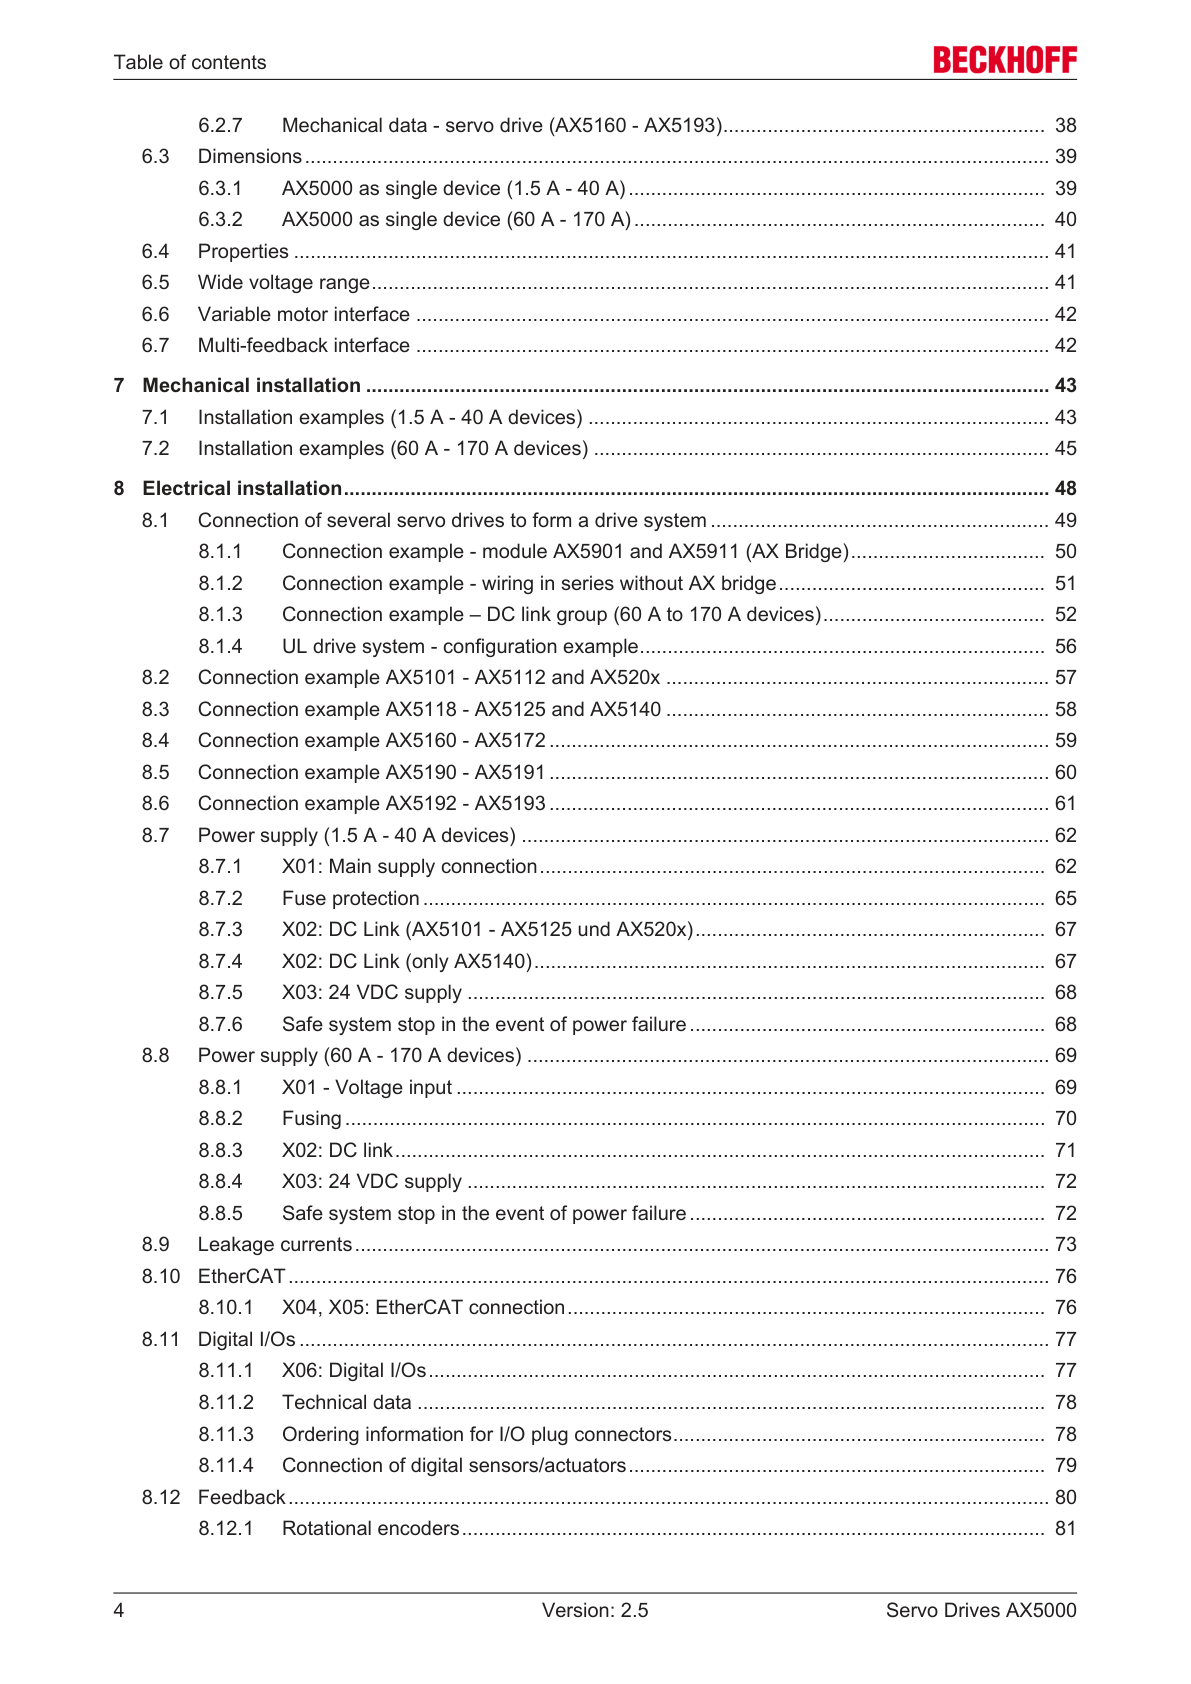 Table of contents
BECKHOFF
6.2.7 Mechanical data - servo drive (AX5160 - AX5193).......................................................... 38
6.3 Dimensions...................................................................................................................................... 39
6.3.1 AX5000 as single device (1.5 A - 40 A)........................................................................... 39
6.3.2 AX5000 as single device (60 A - 170 A).......................................................................... 40
6.4 Properties ........................................................................................................................................ 41
6.5 Wide voltage range.......................................................................................................................... 41
6.6 Variable motor interface .................................................................................................................. 42
6.7 Multi-feedback interface .................................................................................................................. 42
7 Mechanical installation ........................................................................................................................... 43
7.1 Installation examples (1.5 A - 40 A devices) ................................................................................... 43
7.2 Installation examples (60 A - 170 A devices) .................................................................................. 45
8 Electrical installation............................................................................................................................... 48
8.1 Connection of several servo drives to form a drive system ............................................................. 49
8.1.1 Connection example - module AX5901 and AX5911 (AX Bridge)................................... 50
8.1.2 Connection example - wiring in series without AX bridge................................................ 51
8.1.3 Connection example – DC link group (60 A to 170 A devices)........................................ 52
8.1.4 UL drive system - configuration example......................................................................... 56
8.2 Connection example AX5101 - AX5112 and AX520x ..................................................................... 57
8.3 Connection example AX5118 - AX5125 and AX5140 ..................................................................... 58
8.4 Connection example AX5160 - AX5172.......................................................................................... 59
8.5 Connection example AX5190 - AX5191.......................................................................................... 60
8.6 Connection example AX5192 - AX5193.......................................................................................... 61
8.7 Power supply (1.5 A - 40 A devices) ............................................................................................... 62
8.7.1 X01: Main supply connection........................................................................................... 62
8.7.2 Fuse protection................................................................................................................ 65
8.7.3 X02: DC Link (AX5101 - AX5125 und AX520x)............................................................... 67
8.7.4 X02: DC Link (only AX5140)............................................................................................ 67
8.7.5 X03: 24 VDC supply ........................................................................................................ 68
8.7.6 Safe system stop in the event of power failure................................................................ 68
8.8 Power supply (60 A - 170 A devices) .............................................................................................. 69
8.8.1 X01 - Voltage input .......................................................................................................... 69
8.8.2 Fusing.............................................................................................................................. 70
8.8.3 X02: DC link..................................................................................................................... 71
8.8.4 X03: 24 VDC supply ........................................................................................................ 72
8.8.5 Safe system stop in the event of power failure................................................................ 72
8.9 Leakage currents............................................................................................................................. 73
8.10 EtherCAT......................................................................................................................................... 76
8.10.1 X04, X05: EtherCAT connection...................................................................................... 76
8.11 Digital I/Os....................................................................................................................................... 77
8.11.1 X06: Digital I/Os............................................................................................................... 77
8.11.2 Technical data ................................................................................................................. 78
8.11.3 Ordering information for I/O plug connectors................................................................... 78
8.11.4 Connection of digital sensors/actuators........................................................................... 79
8.12 Feedback......................................................................................................................................... 80
8.12.1 Rotational encoders......................................................................................................... 81
4 Version: 2.5 Servo Drives AX5000